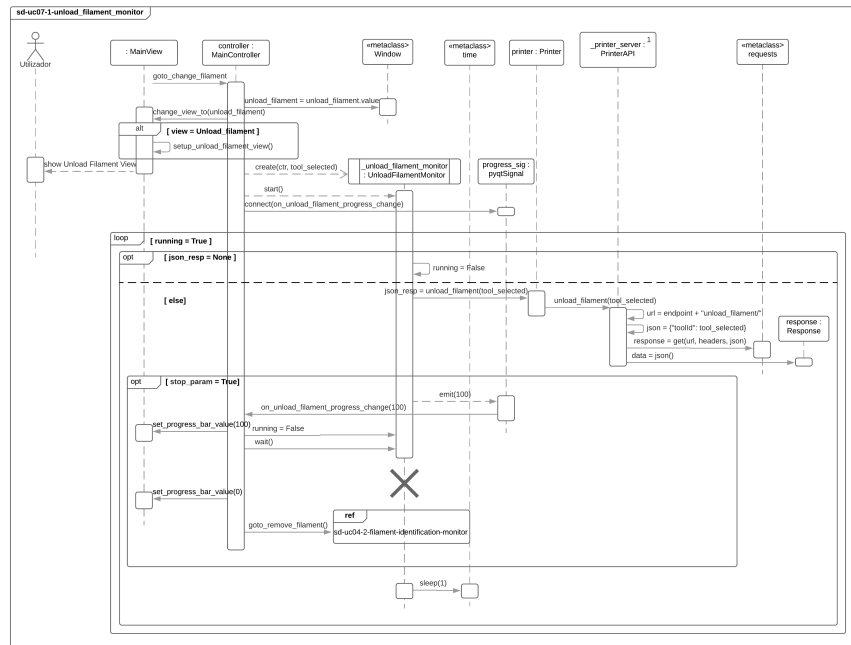 sd-uc07-1-unload_filament_monitor
Utilizador
: MainView
controller :
MainController
«metaclass»
Window
«metaclass»
time
printer : Printer
_printer_server :
PrinterAPI
1
«metaclass»
requests
goto_change_filament
unload_filament = unload_filament.value
change_view_to(unload_filament)
alt
[ view = Unload_filament ]
setup_unload_filament_view()
show Unload Filament View
create(ctr, tool_selected)
_unload_filament_monitor
: UnloadFilamentMonitor
progress_sig :
pyqtSignal
start()
connect(on_unload_filament_progress_change)
loop
[ running = True ]
opt
[ json_resp = None ]
running = False
[ else]
json_resp = unload_filament(tool_selected)
unload_filament(tool_selected)
url = endpoint + "unload_filament/"
json = {"toolId": tool_selected}
response = get(url, headers, json)
data = json()
response :
Response
opt
[ stop_param = True]
emit(100)
on_unload_filament_progress_change(100)
set_progress_bar_value(100)
running = False
wait()
set_progress_bar_value(0)
goto_remove_filament()
ref
sd-uc04-2-filament-identification-monitor
sleep(1)